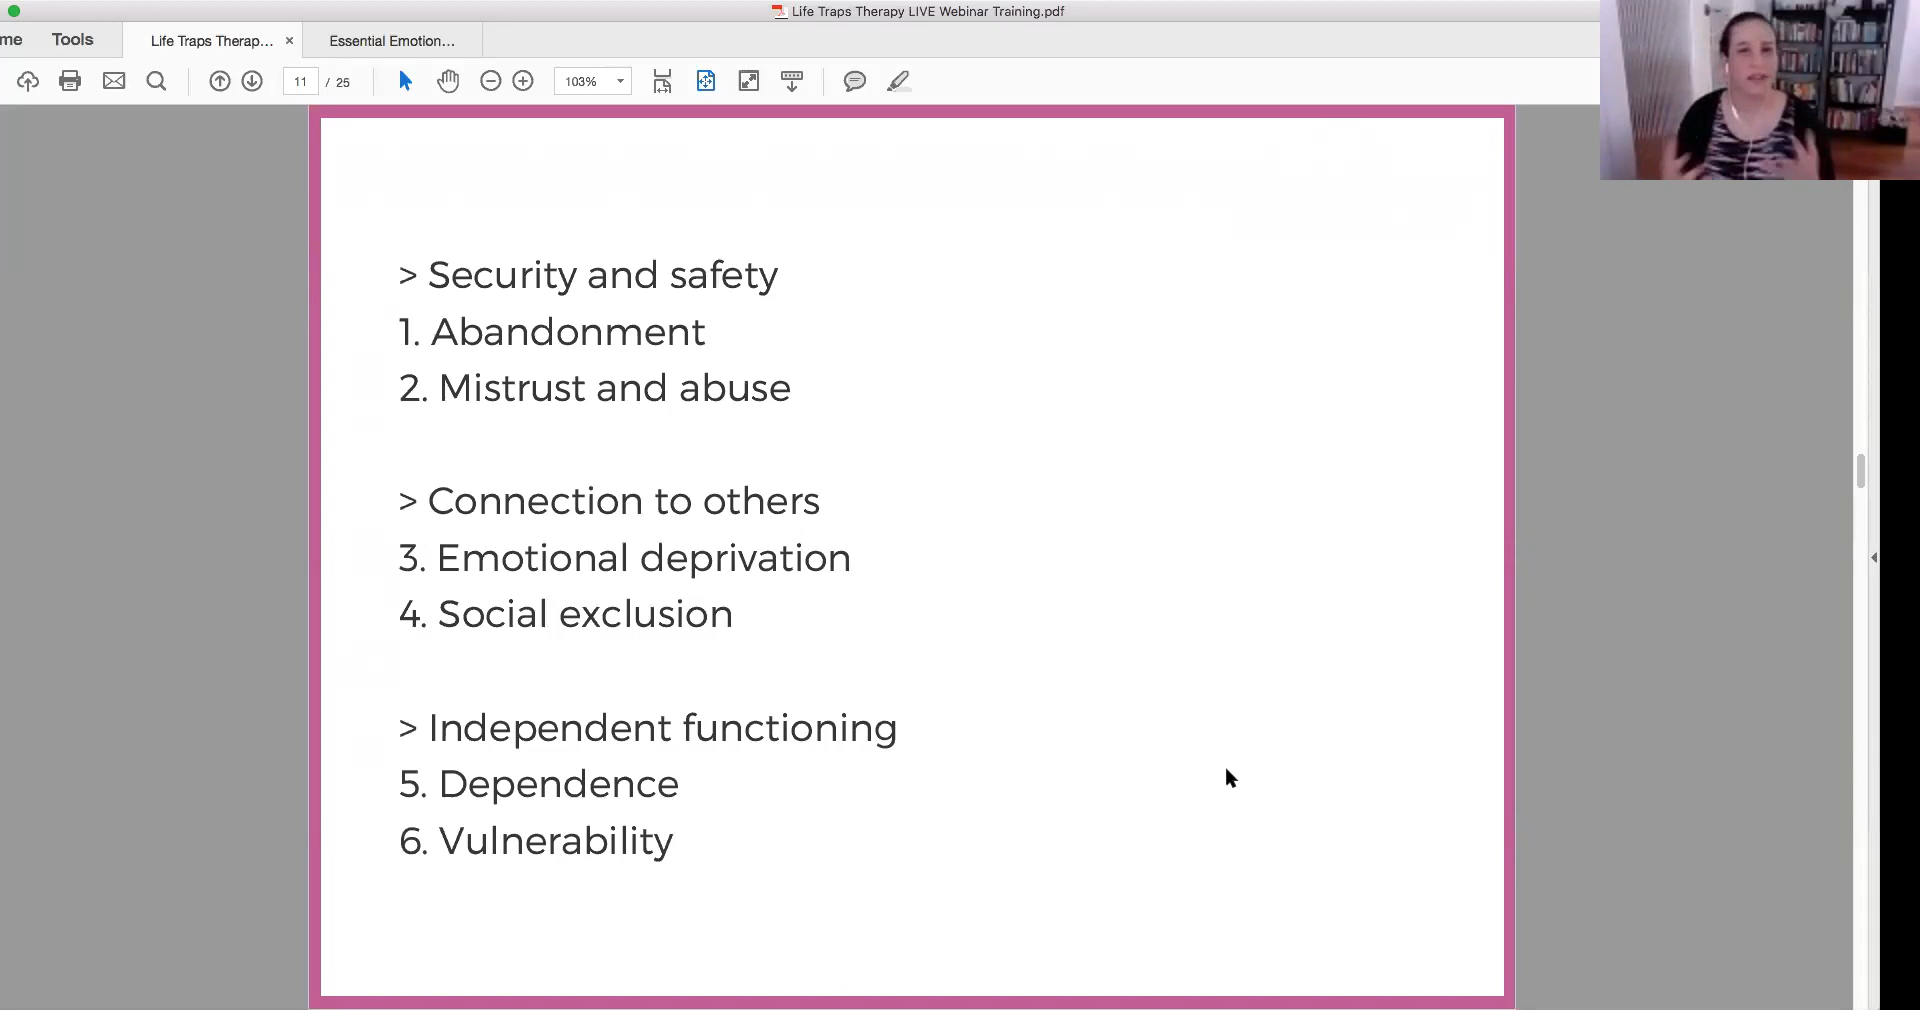 Life Traps Therapy LIVE Webinar Training.pdf
me Tools Life Traps Therap... × Essential Emotion...
11 / 25 103%
> Security and safety
1. Abandonment
2. Mistrust and abuse
> Connection to others
3. Emotional deprivation
4. Social exclusion
> Independent functioning
5. Dependence
6. Vulnerability